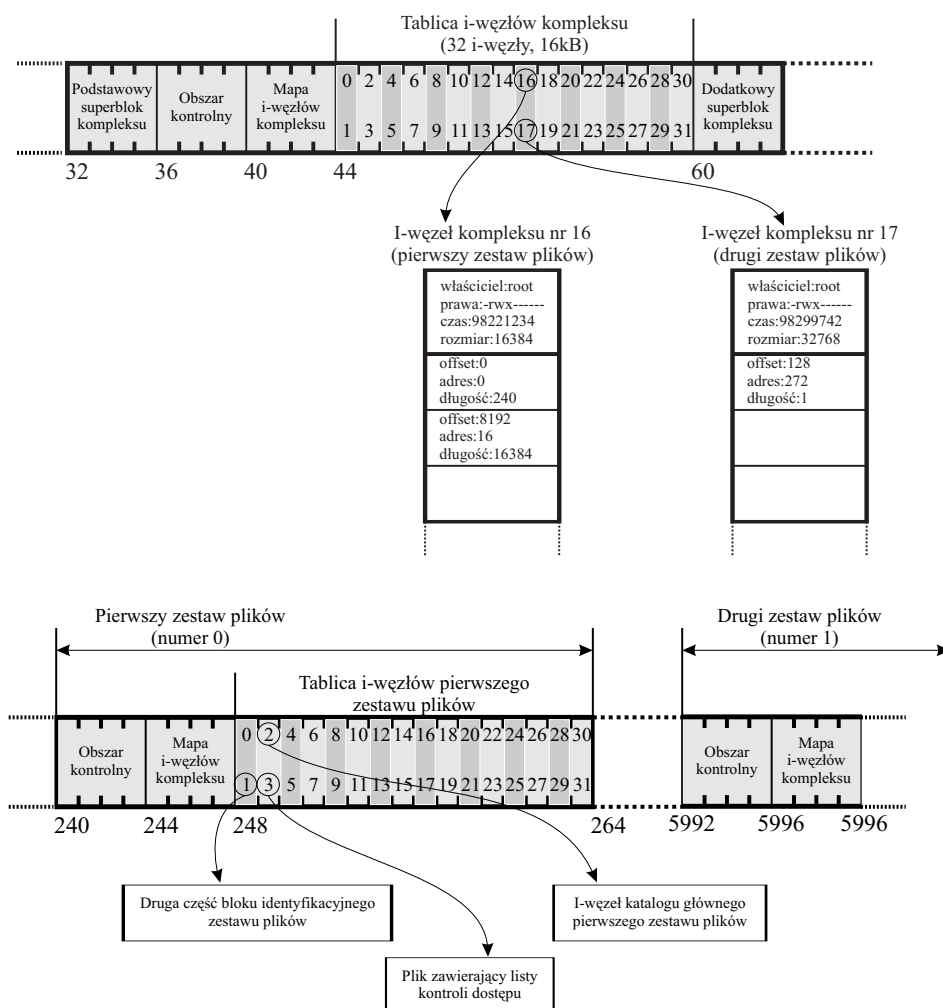 Tablica i-węzłów kompleksu
(32 i-węzły, 16kB)
0 2 4 6 8 10 12 14 16 18 20 22 24 26 28 30
Podstawowy
superblok
kompleksu
Obszar
kontrolny
Mapa
i-węzłów
kompleksu
Dodatkowy
superblok
kompleksu
1 3 5 7 9 11 13 15 17 19 21 23 25 27 29 31
32 36 40 44 60
I-węzeł kompleksu nr 16
(pierwszy zestaw plików)
właściciel:root
prawa:-rwx------
czas:98221234
rozmiar:16384
offset:0
adres:0
długość:240
offset:8192
adres:16
długość:16384
I-węzeł kompleksu nr 17
(drugi zestaw plików)
właściciel:root
prawa:-rwx------
czas:98299742
rozmiar:32768
offset:128
adres:272
długość:1
Pierwszy zestaw plików
(numer 0)
Drugi zestaw plików
(numer 1)
Tablica i-węzłów pierwszego
zestawu plików
0 2 4 6 8 10 12 14 16 18 20 22 24 26 28 30
Obszar
kontrolny
Mapa
i-węzłów
kompleksu
1 3 5 7 9 11 13 15 17 19 21 23 25 27 29 31
Obszar
kontrolny
Mapa
i-węzłów
kompleksu
240 244 248 264 5992 5996 5996
Druga część bloku identyfikacyjnego
zestawu plików
I-węzeł katalogu głównego
pierwszego zestawu plików
Plik zawierający listy
kontroli dostępu